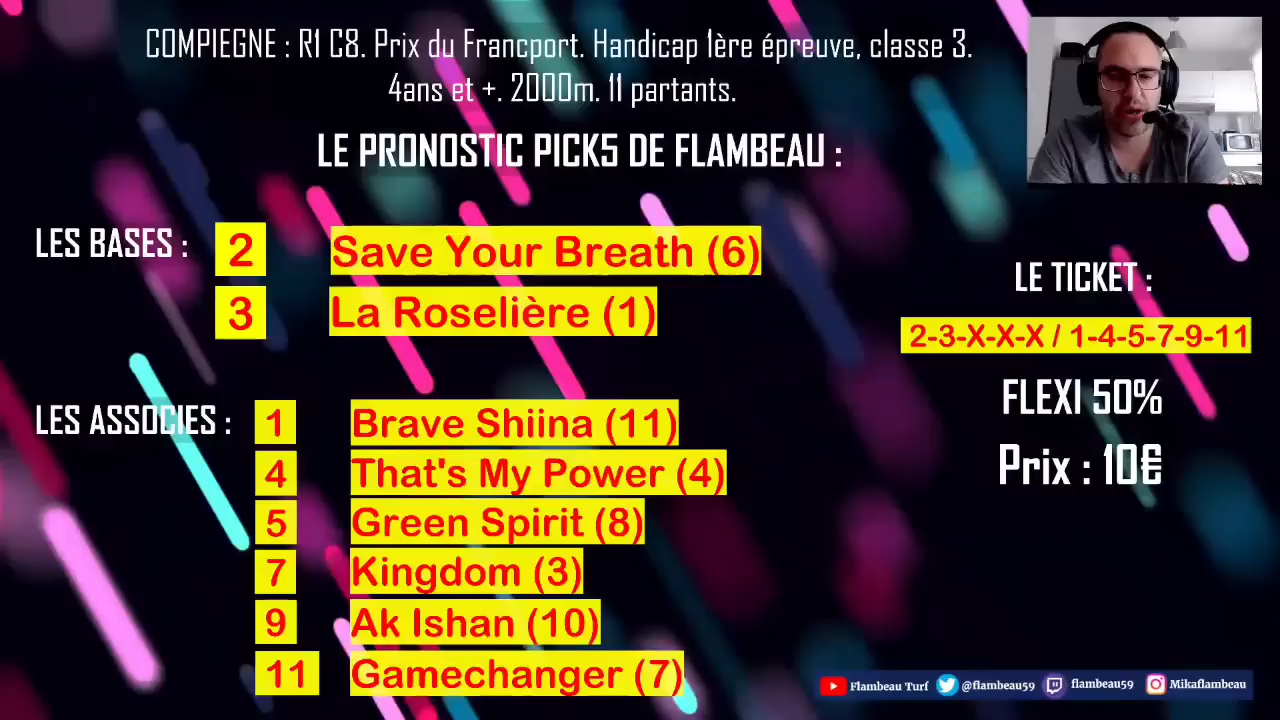 COMPIEGNE : R1 C8. Prix du Francport. Handicap 1ère épreuve, classe 3.
4ans et +. 2000m. 11 partants.
LE PRONOSTIC PICK5 DE FLAMBEAU :
LES BASES :
2 Save Your Breath (6)
3 La Roselière (1)
LES ASSOCIES :
1 Brave Shiina (11)
4 That's My Power (4)
5 Green Spirit (8)
7 Kingdom (3)
9 Ak Ishan (10)
11 Gamechanger (7)
LE TICKET :
2-3-X-X-X / 1-4-5-7-9-11
FLEXI 50%
Prix : 10€
Flambeau Turf @flambeau59 flambeau59 Mikaflambeau